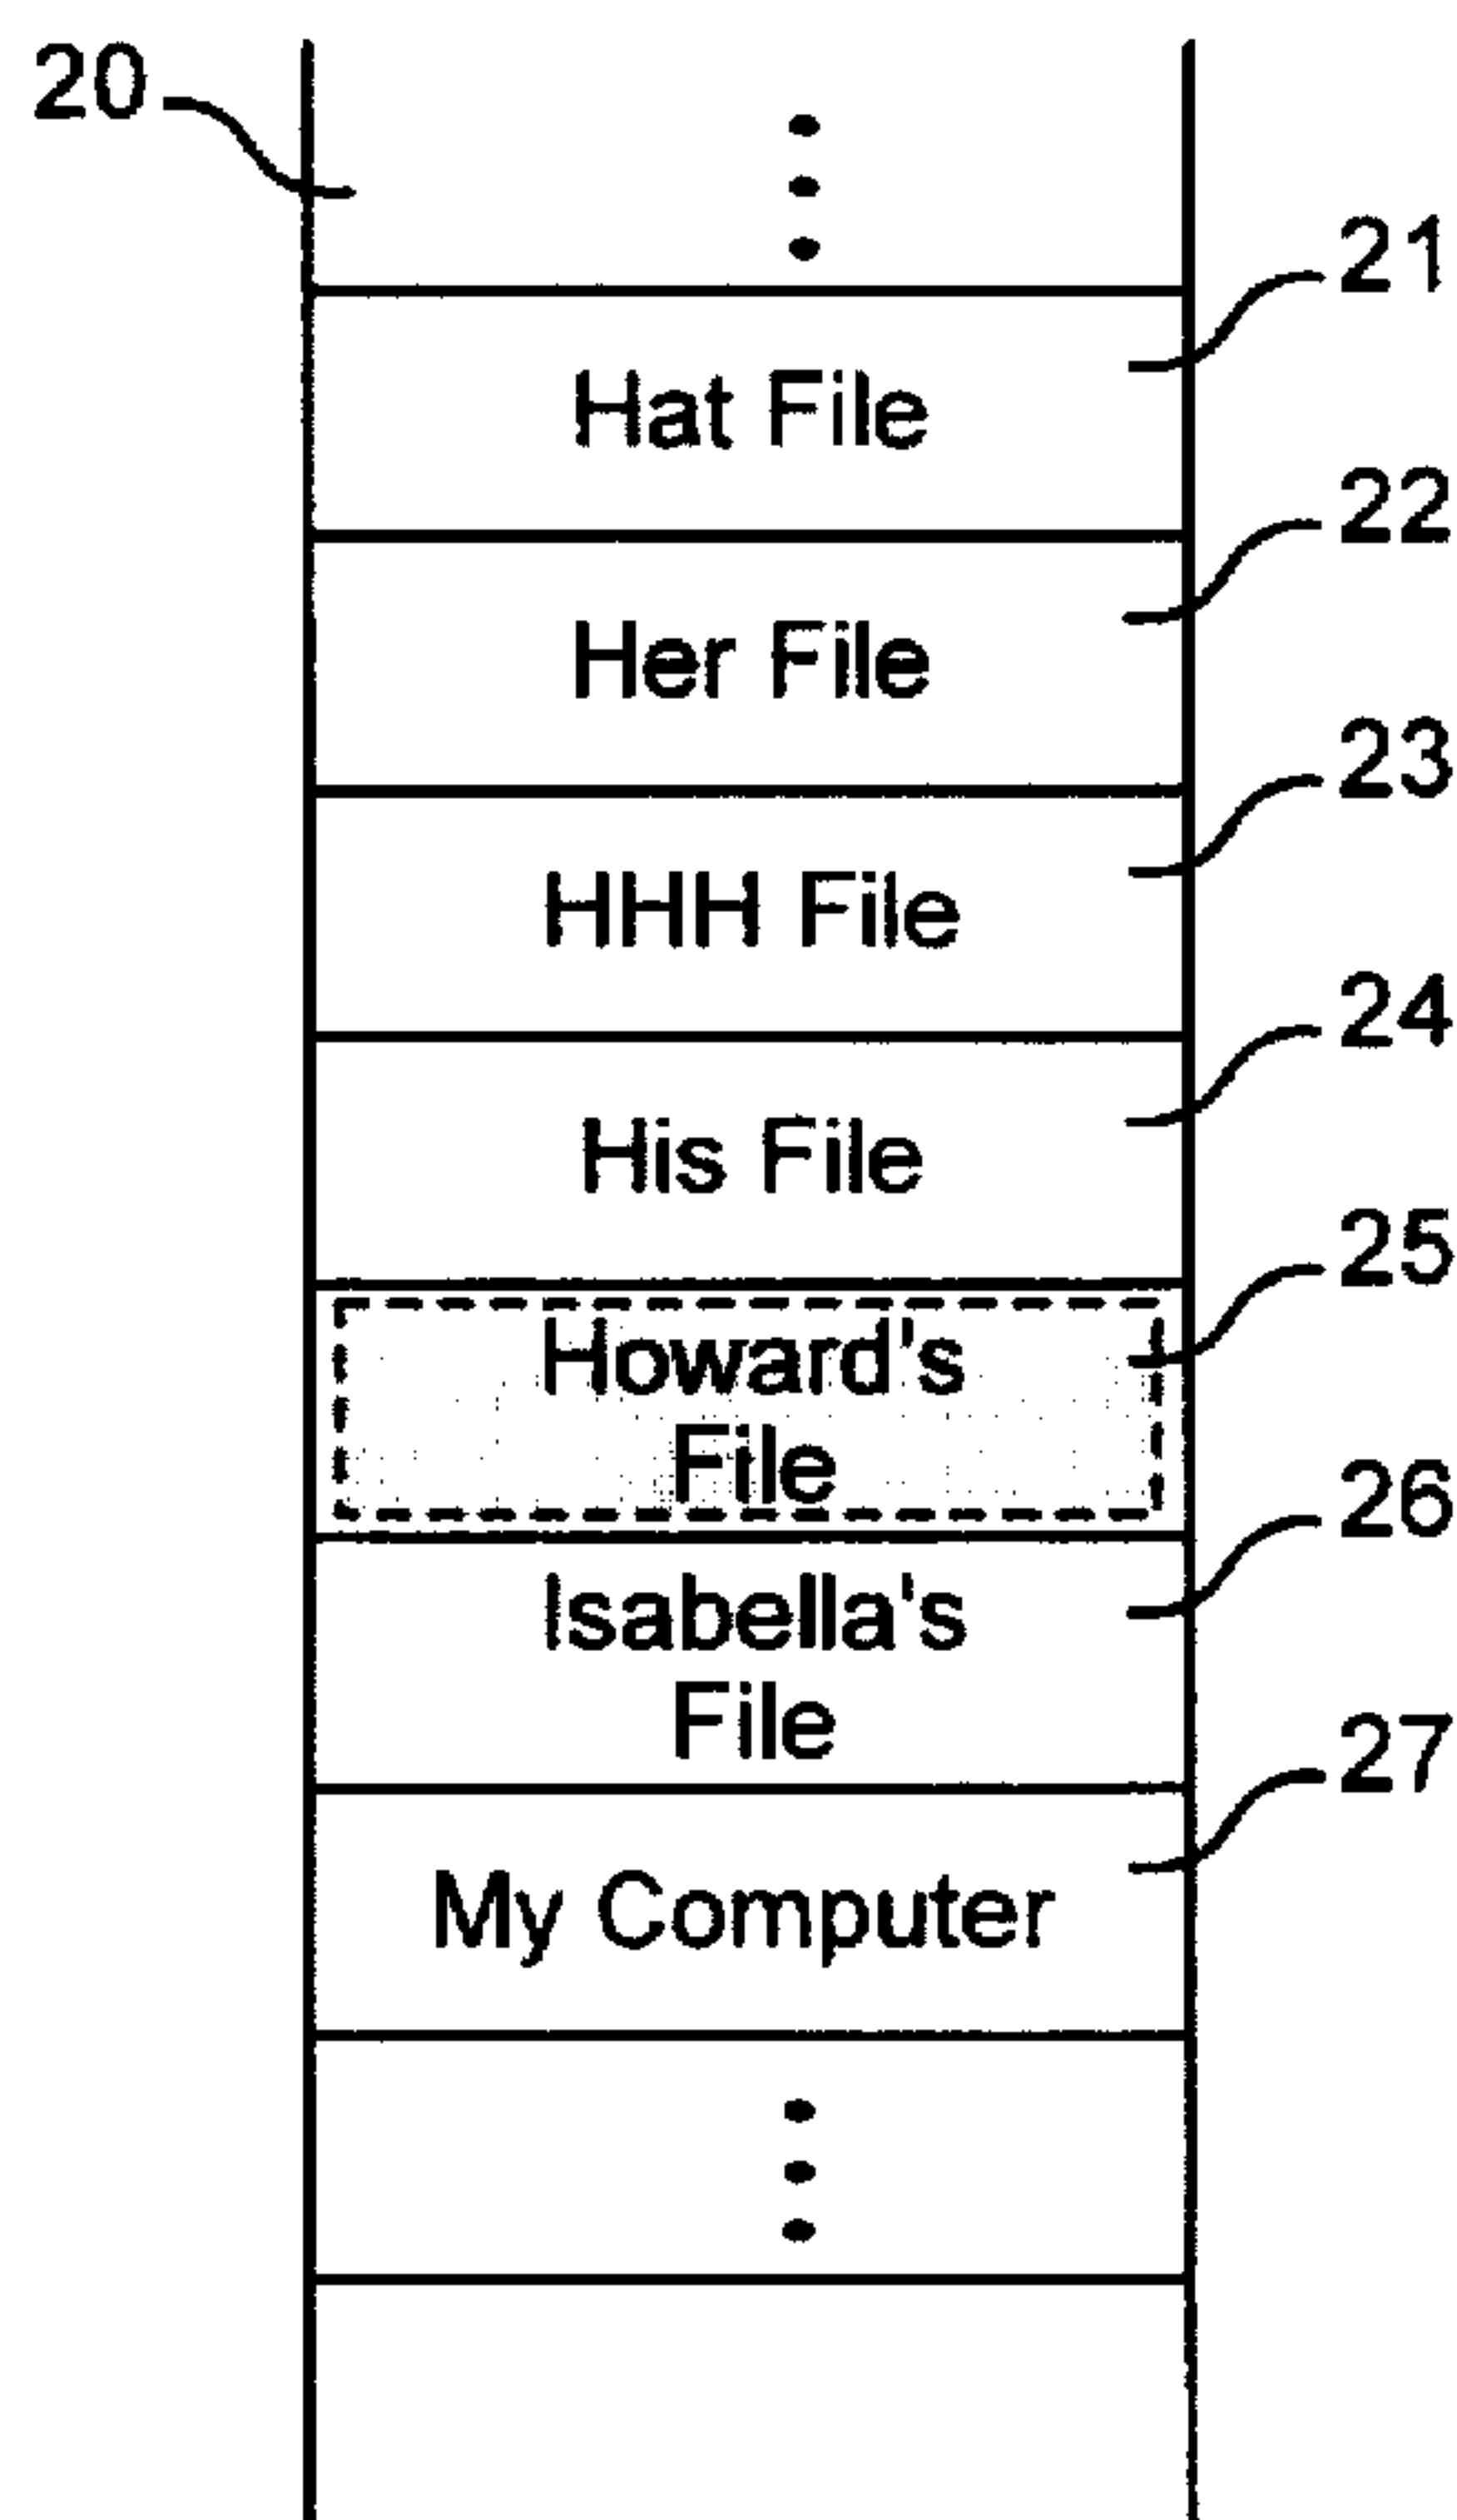 20
21
Hat File
22
Her File
23
HHH File
24
His File
25
Howard's
File
26
Isabella's
File
27
My Computer